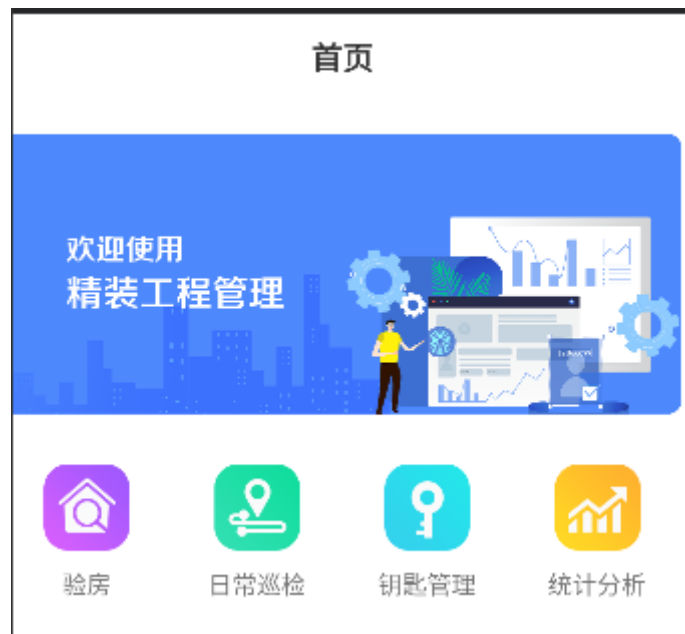 首页
欢迎使用
精装工程管理
验房
日常巡检
钥匙管理
统计分析